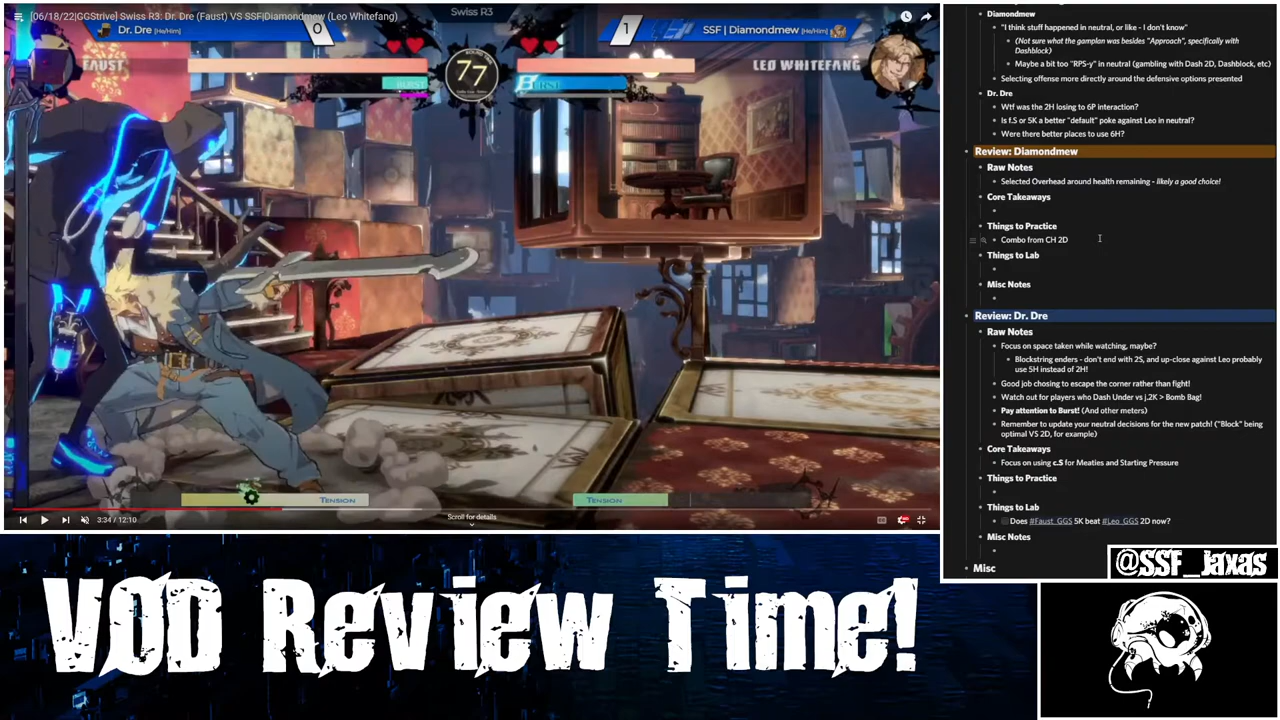 [06/18/22|GGStrive] Swiss R3: Dr. Dre (Faust) VS SSF|Diamondmew (Leo Whitefang)
Swiss R3
Dr. Dre [He/Him]
0
1
SSF | Diamondmew [He/Him]
FAUST
77
LEO WHITEFANG
BURST
BURST
TENSION
TENSION
3:34 / 12:10
Scroll for details
Diamondmew
"I think stuff happened in neutral, or like - I don't know"
(Not sure what the gamplan was besides "Approach", specifically with
Dashblock)
Maybe a bit too "RPS-y" in neutral (gambling with Dash 2D, Dashblock, etc)
Selecting offense more directly around the defensive options presented
Dr. Dre
Wtf was the 2H losing to 6P interaction?
Is f.S or 5K a better "default" poke against Leo in neutral?
Were there better places to use 6H?
Review: Diamondmew
Raw Notes
Selected Overhead around health remaining - likely a good choice!
Core Takeaways
Things to Practice
Combo from CH 2D
Things to Lab
Misc Notes
Review: Dr. Dre
Raw Notes
Focus on space taken while watching, maybe?
Blockstring enders - don't end with 2S, and up-close against Leo probably
use 5H instead of 2H!
Good job chosing to escape the corner rather than fight!
Watch out for players who Dash Under vs j.2K > Bomb Bag!
Pay attention to Burst! (And other meters)
Remember to update your neutral decisions for the new patch! ("Block" being
optimal VS 2D, for example)
Core Takeaways
Focus on using c.S for Meaties and Starting Pressure
Things to Practice
Things to Lab
Does #Faust_GGS 5K beat #Leo_GGS 2D now?
Misc Notes
Misc
@SSF_Jaxas
VOD Review Time!